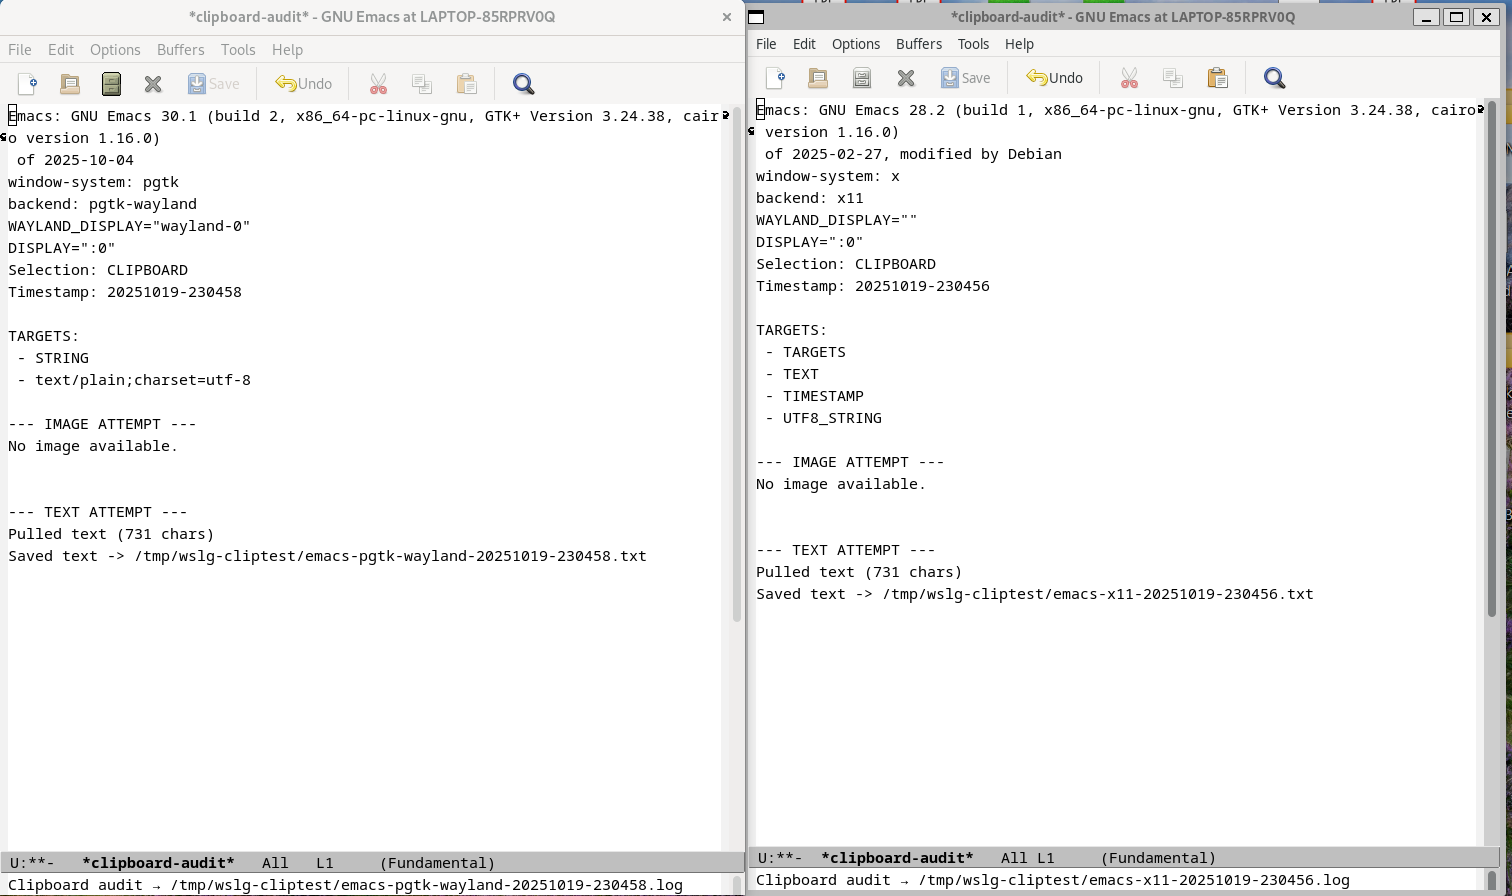 *clipboard-audit* - GNU Emacs at LAPTOP-85RPRV0Q
File Edit Options Buffers Tools Help
Save Undo
Emacs: GNU Emacs 30.1 (build 2, x86_64-pc-linux-gnu, GTK+ Version 3.24.38, cair
o version 1.16.0)
 of 2025-10-04
window-system: pgtk
backend: pgtk-wayland
WAYLAND_DISPLAY="wayland-0"
DISPLAY=":0"
Selection: CLIPBOARD
Timestamp: 20251019-230458
TARGETS:
 - STRING
 - text/plain;charset=utf-8
--- IMAGE ATTEMPT ---
No image available.
--- TEXT ATTEMPT ---
Pulled text (731 chars)
Saved text -> /tmp/wslg-cliptest/emacs-pgtk-wayland-20251019-230458.txt
U:**- *clipboard-audit* All L1 (Fundamental)
Clipboard audit → /tmp/wslg-cliptest/emacs-pgtk-wayland-20251019-230458.log
*clipboard-audit* - GNU Emacs at LAPTOP-85RPRV0Q
File Edit Options Buffers Tools Help
Save Undo
Emacs: GNU Emacs 28.2 (build 1, x86_64-pc-linux-gnu, GTK+ Version 3.24.38, cairo
 version 1.16.0)
 of 2025-02-27, modified by Debian
window-system: x
backend: x11
WAYLAND_DISPLAY=""
DISPLAY=":0"
Selection: CLIPBOARD
Timestamp: 20251019-230456
TARGETS:
 - TARGETS
 - TEXT
 - TIMESTAMP
 - UTF8_STRING
--- IMAGE ATTEMPT ---
No image available.
--- TEXT ATTEMPT ---
Pulled text (731 chars)
Saved text -> /tmp/wslg-cliptest/emacs-x11-20251019-230456.txt
U:**- *clipboard-audit* All L1 (Fundamental)
Clipboard audit → /tmp/wslg-cliptest/emacs-x11-20251019-230456.log